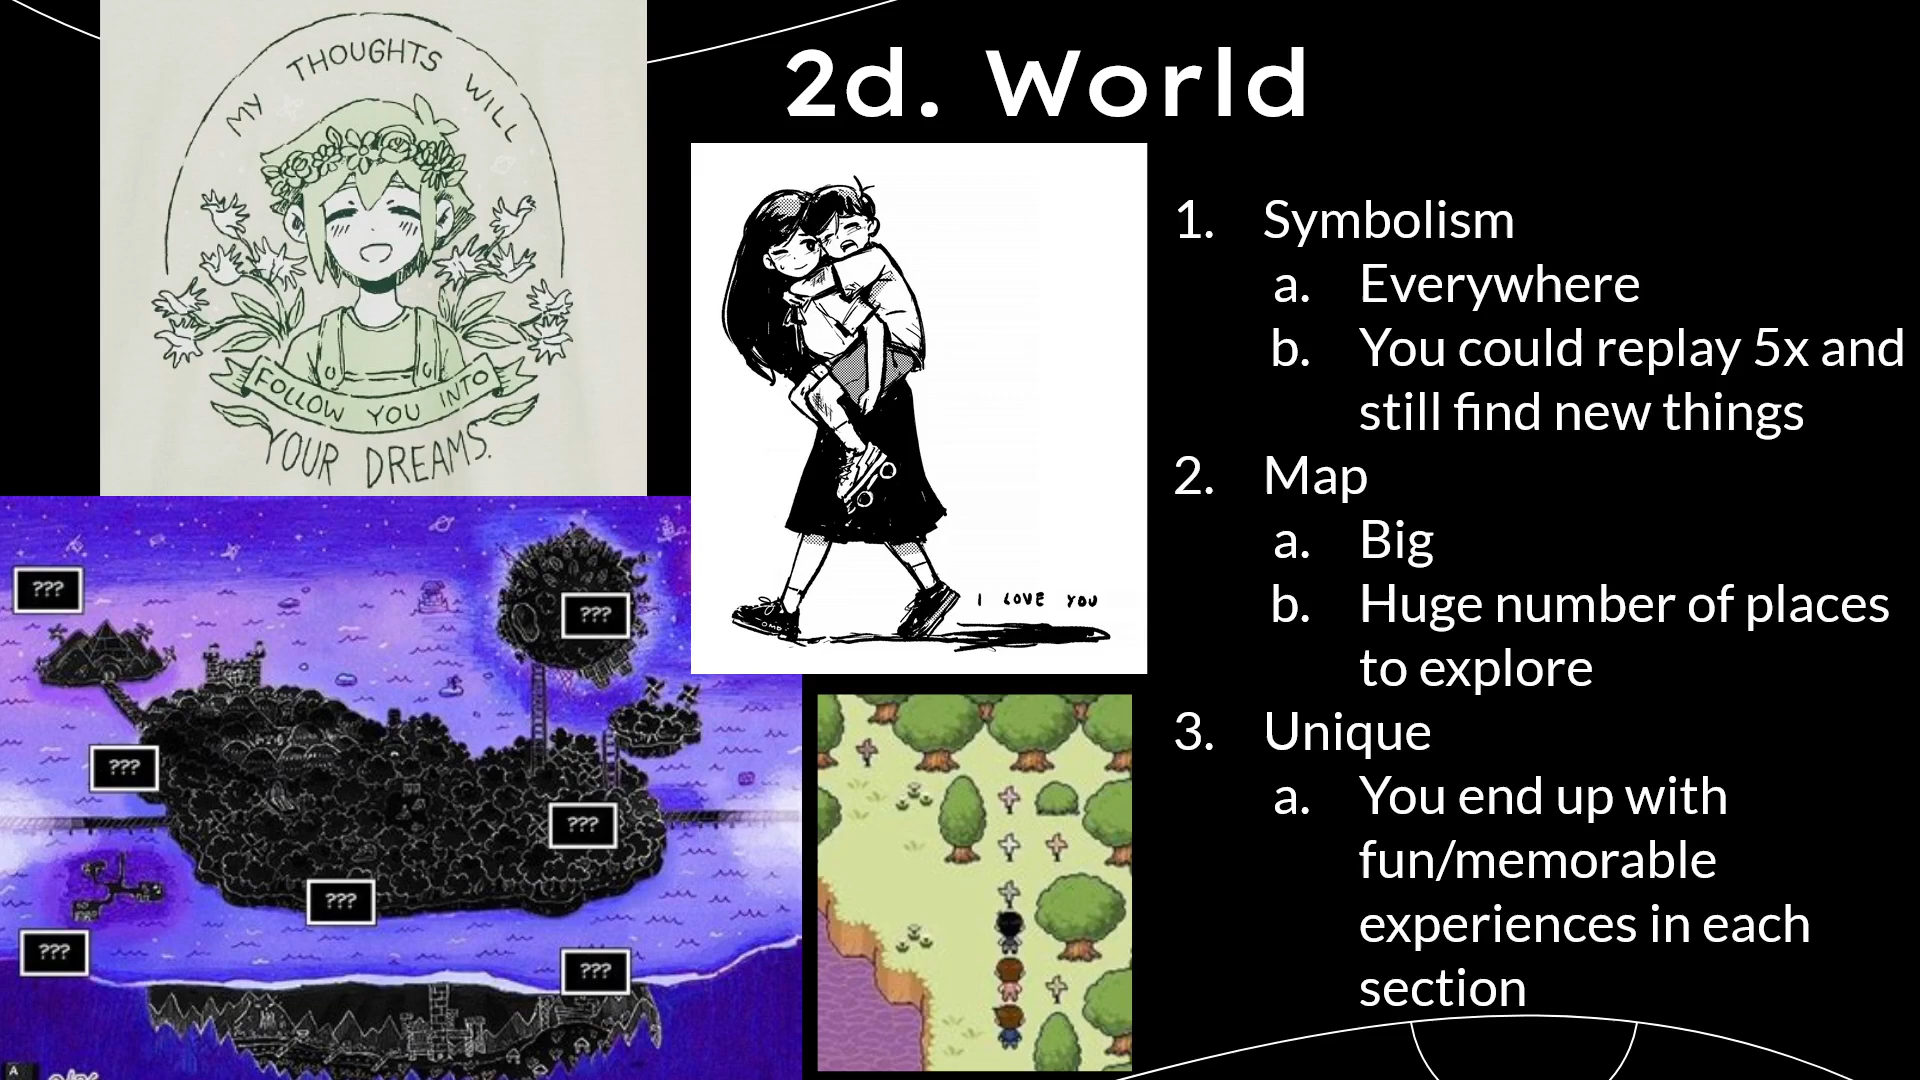 2d. World
MY THOUGHTS WILL
FOLLOW YOU INTO
YOUR DREAMS.
I LOVE YOU
1. Symbolism
a. Everywhere
b. You could replay 5x and
still find new things
2. Map
a. Big
b. Huge number of places
to explore
3. Unique
a. You end up with
fun/memorable
experiences in each
section
???
???
???
???
???
???
???
A